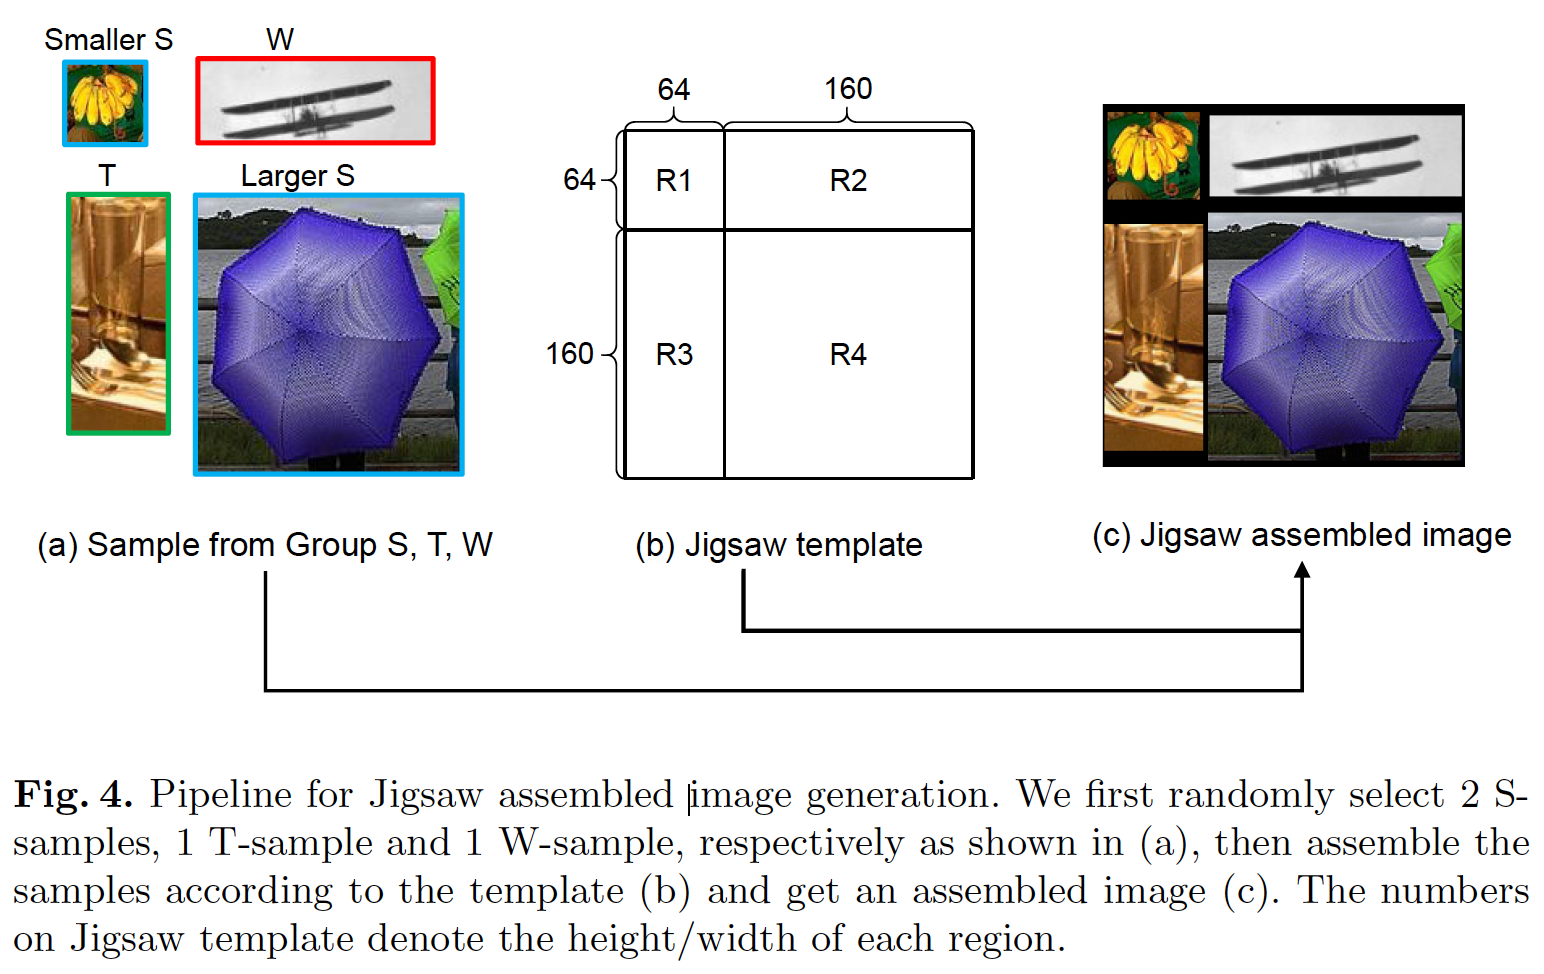 Smaller S
W
T
Larger S
64
160
64
R1
R2
160
R3
R4
(a) Sample from Group S, T, W
(b) Jigsaw template
(c) Jigsaw assembled image
Fig. 4. Pipeline for Jigsaw assembled image generation. We first randomly select 2 S-
samples, 1 T-sample and 1 W-sample, respectively as shown in (a), then assemble the
samples according to the template (b) and get an assembled image (c). The numbers
on Jigsaw template denote the height/width of each region.